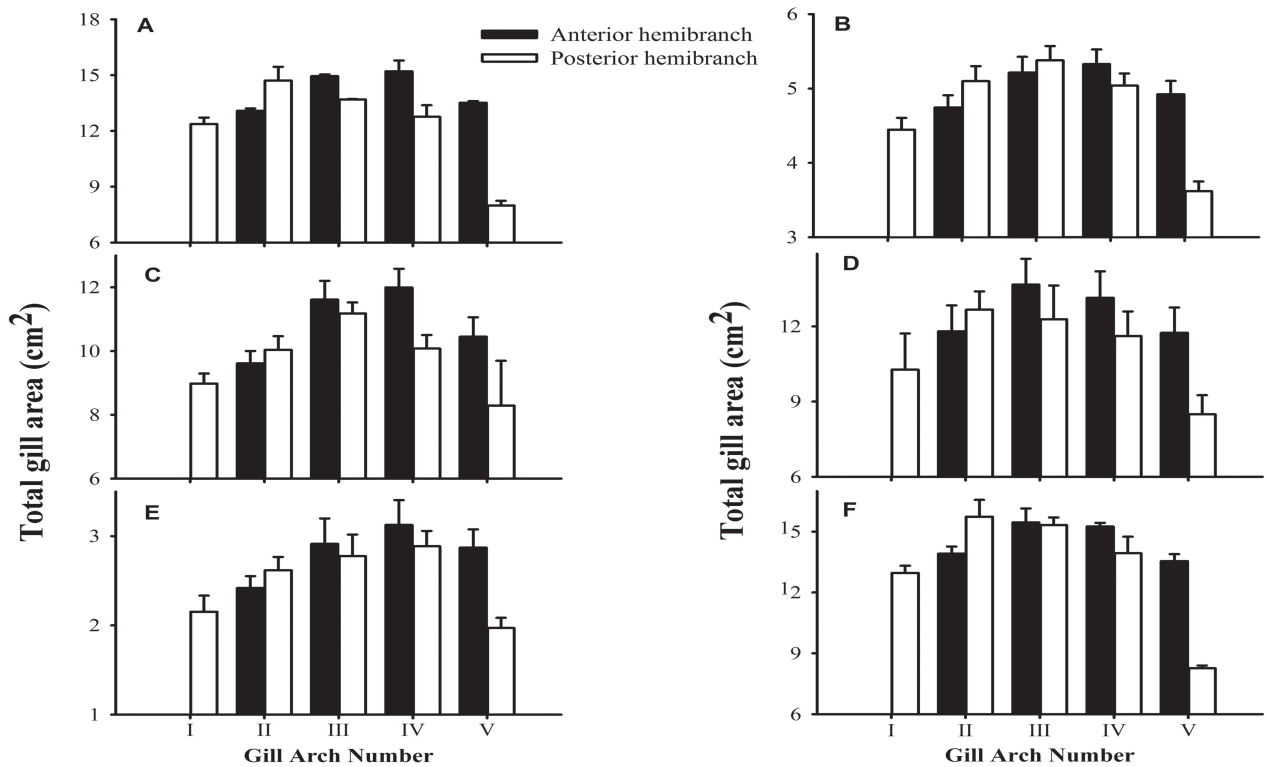 A
Anterior hemibranch
Posterior hemibranch
18
15
12
9
6
B
6
5
4
3
C
12
10
8
6
D
12
9
6
E
3
2
1
F
15
12
9
6
Total gill area (cm2)
Total gill area (cm2)
I II III IV V
Gill Arch Number
I II III IV V
Gill Arch Number